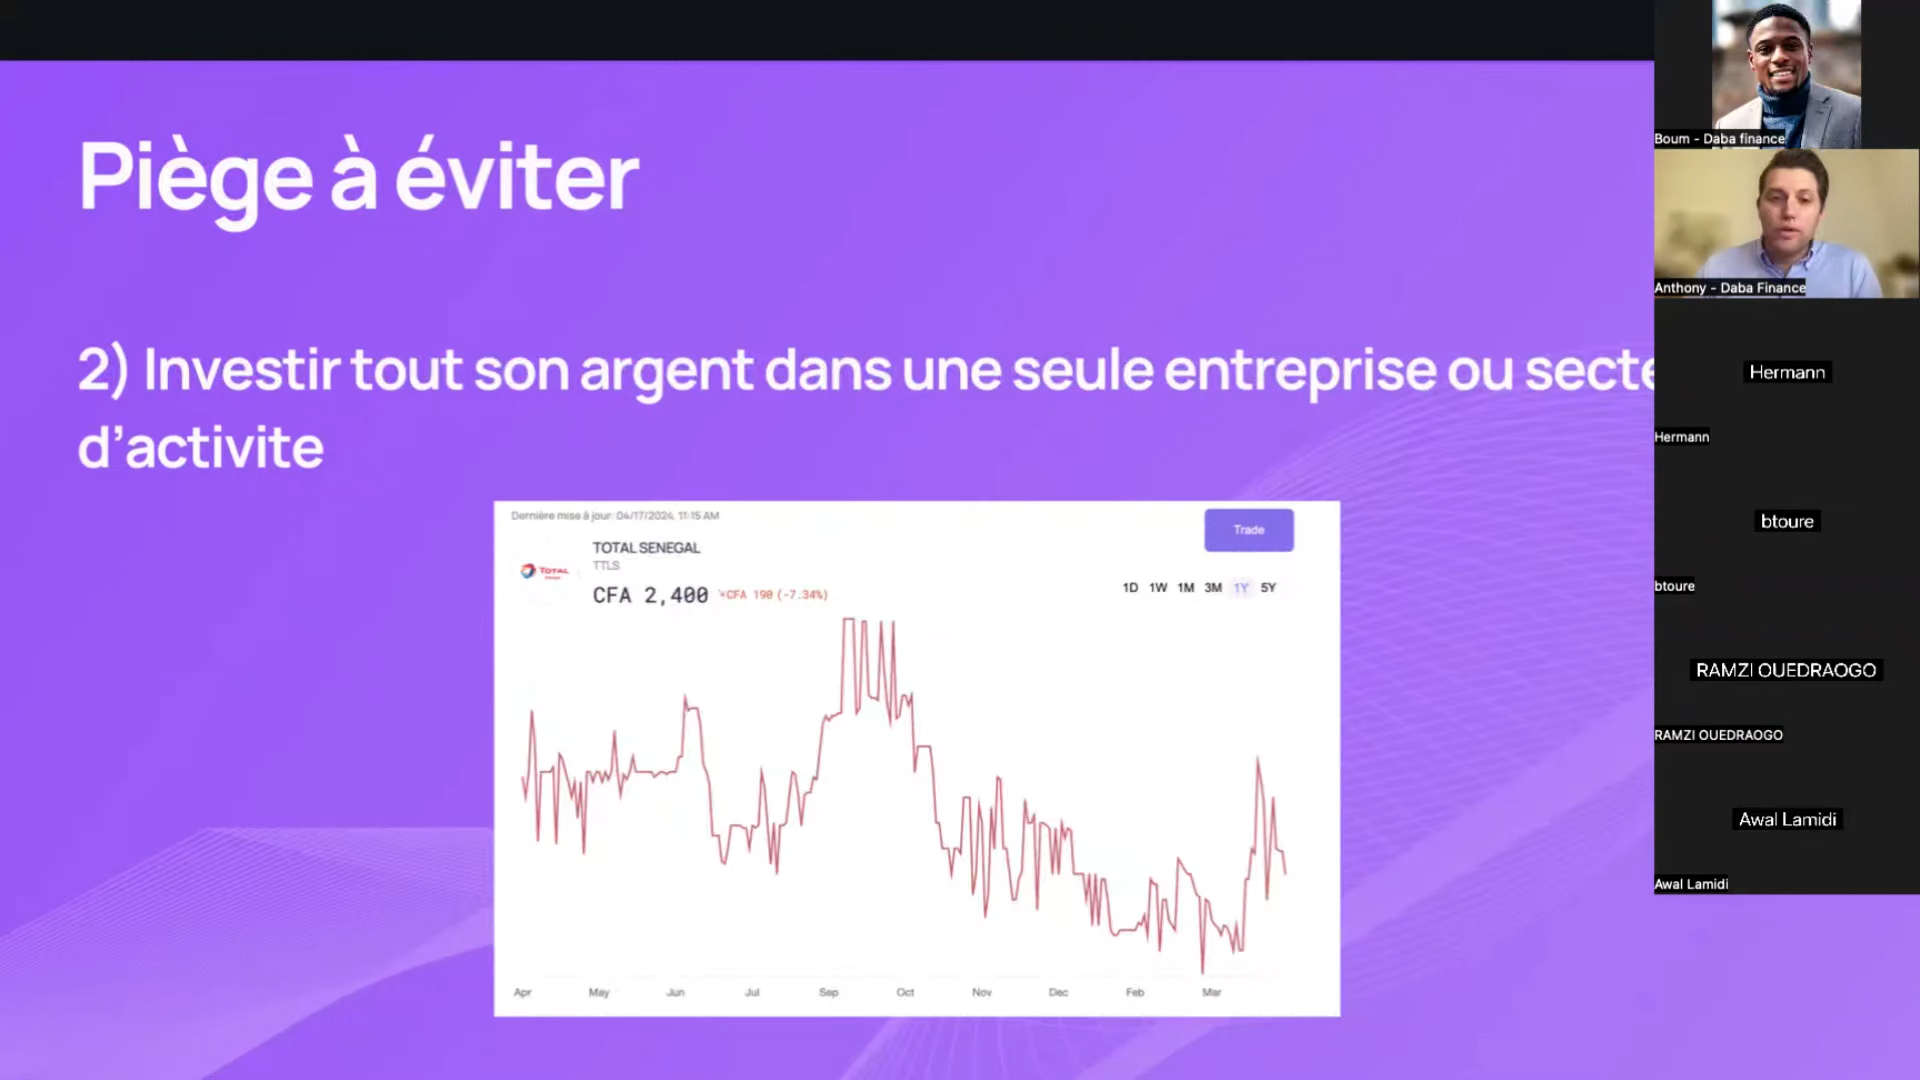 Piège à éviter
2) Investir tout son argent dans une seule entreprise ou secte
d’activite
Dernière mise à jour: 04/17/2024, 11:15 AM
Trade
TOTAL SENEGAL
TTLS
TOTAL
CFA 2,400 CFA 190 (-7.34%)
1D 1W 1M 3M 1Y 5Y
Apr May Jun Jul Sep Oct Nov Dec Feb Mar
Boum - Daba finance
Anthony - Daba Finance
Hermann
Hermann
btoure
btoure
RAMZI OUEDRAOGO
RAMZI OUEDRAOGO
Awal Lamidi
Awal Lamidi